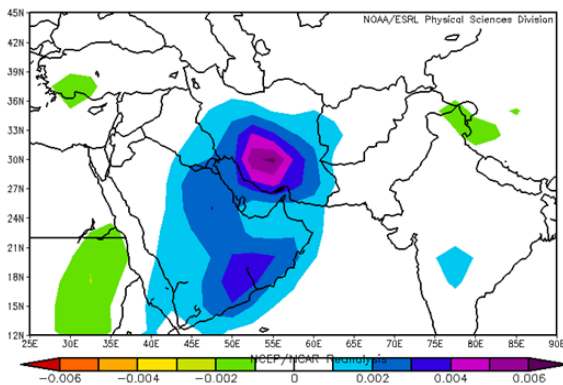 NOAA/ESRL Physical Sciences Division
45N
42N
39N
36N
33N
30N
27N
24N
21N
18N
15N
12N
25E 30E 35E 40E 45E 50E 55E 60E 65E 70E 75E 80E 85E 90E
NCEP/NCAR Reanalysis
−0.006 −0.004 −0.002 0 0.002 0.004 0.006